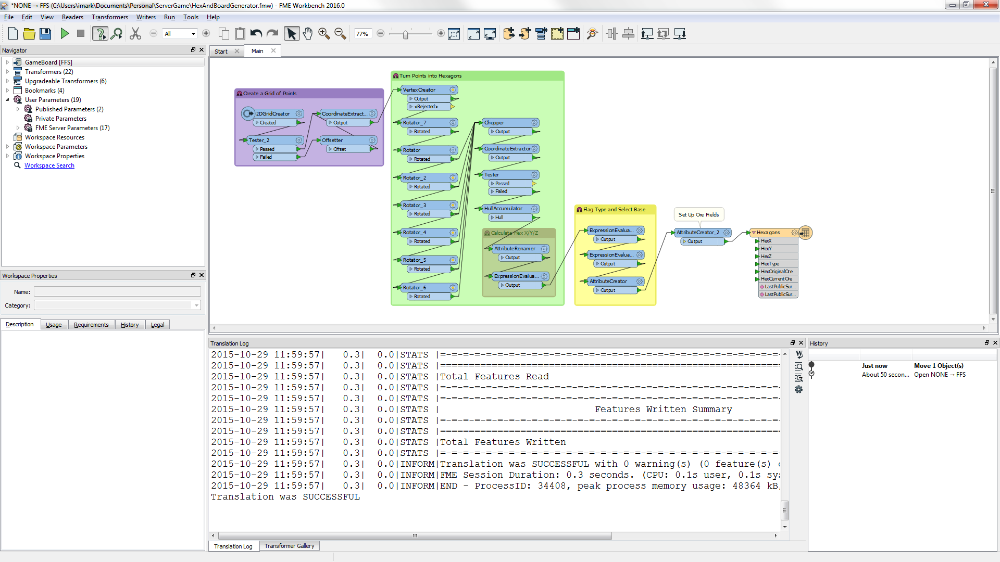 *NONE → FFS (C:\Users\imark\Documents\Personal\ServerGame\HexAndBoardGenerator.fmw) - FME Workbench 2016.0
File Edit View Readers Transformers Writers Run Tools Help
All
77%
Navigator
GameBoard [FFS]
Transformers (22)
Upgradeable Transformers (6)
Bookmarks (4)
User Parameters (19)
Published Parameters (2)
Private Parameters
FME Server Parameters (17)
Workspace Resources
Workspace Parameters
Workspace Properties
Workspace Search
Workspace Properties
Name:
Category:
Description Usage Requirements History Legal
Start Main
Create a Grid of Points
2DGridCreator
Created
Tester_2
Passed
Failed
CoordinateExtract...
Output
Offsetter
Offset
Turn Points into Hexagons
VertexCreator
Output
<Rejected>
Rotator_7
Rotated
Rotator
Rotated
Rotator_2
Rotated
Rotator_3
Rotated
Rotator_4
Rotated
Rotator_5
Rotated
Rotator_6
Rotated
Chopper
Output
CoordinateExtractor
Output
Tester
Passed
Failed
HullAccumulator
Hull
Calculate Hex X/Y/Z
AttributeRenamer
Output
ExpressionEvalua...
Output
Flag Type and Select Base
ExpressionEvalua...
Output
ExpressionEvalua...
Output
AttributeCreator
Output
Set Up Ore Fields
AttributeCreator_2
Output
Hexagons
HexX
HexY
HexZ
HexType
HexOriginalOre
HexCurrentOre
LastPublicSur...
LastPublicSur...
Translation Log
2015-10-29 11:59:57| 0.3| 0.0|STATS |=-=-=-=-=-=-=-=-=-=-=-=-=-=-=-=-=-=-=-=-=-=-=-=-=-=-=-=-=-=-
2015-10-29 11:59:57| 0.3| 0.0|STATS |===========================================================
2015-10-29 11:59:57| 0.3| 0.0|STATS |Total Features Read
2015-10-29 11:59:57| 0.3| 0.0|STATS |=-=-=-=-=-=-=-=-=-=-=-=-=-=-=-=-=-=-=-=-=-=-=-=-=-=-=-=-=-=-
2015-10-29 11:59:57| 0.3| 0.0|STATS |=-=-=-=-=-=-=-=-=-=-=-=-=-=-=-=-=-=-=-=-=-=-=-=-=-=-=-=-=-=-
2015-10-29 11:59:57| 0.3| 0.0|STATS | Features Written Summary
2015-10-29 11:59:57| 0.3| 0.0|STATS |=-=-=-=-=-=-=-=-=-=-=-=-=-=-=-=-=-=-=-=-=-=-=-=-=-=-=-=-=-=-
2015-10-29 11:59:57| 0.3| 0.0|STATS |===========================================================
2015-10-29 11:59:57| 0.3| 0.0|STATS |Total Features Written
2015-10-29 11:59:57| 0.3| 0.0|STATS |=-=-=-=-=-=-=-=-=-=-=-=-=-=-=-=-=-=-=-=-=-=-=-=-=-=-=-=-=-=-
2015-10-29 11:59:57| 0.3| 0.0|INFORM|Translation was SUCCESSFUL with 0 warning(s) (0 feature(s)
2015-10-29 11:59:57| 0.3| 0.0|INFORM|FME Session Duration: 0.3 seconds. (CPU: 0.1s user, 0.1s sys
2015-10-29 11:59:57| 0.3| 0.0|INFORM|END - ProcessID: 34408, peak process memory usage: 48364 kB,
Translation was SUCCESSFUL
Translation Log Transformer Gallery
History
Just now Move 1 Object(s)
About 50 secon... Open NONE → FFS